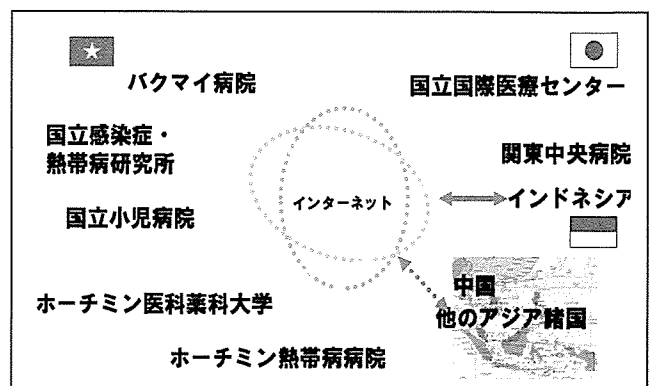 バクマイ病院
国立感染症・
熱帯病研究所
国立小児病院
ホーチミン医科薬科大学
ホーチミン熱帯病病院
インターネット
国立国際医療センター
関東中央病院
インドネシア
中国
他のアジア諸国